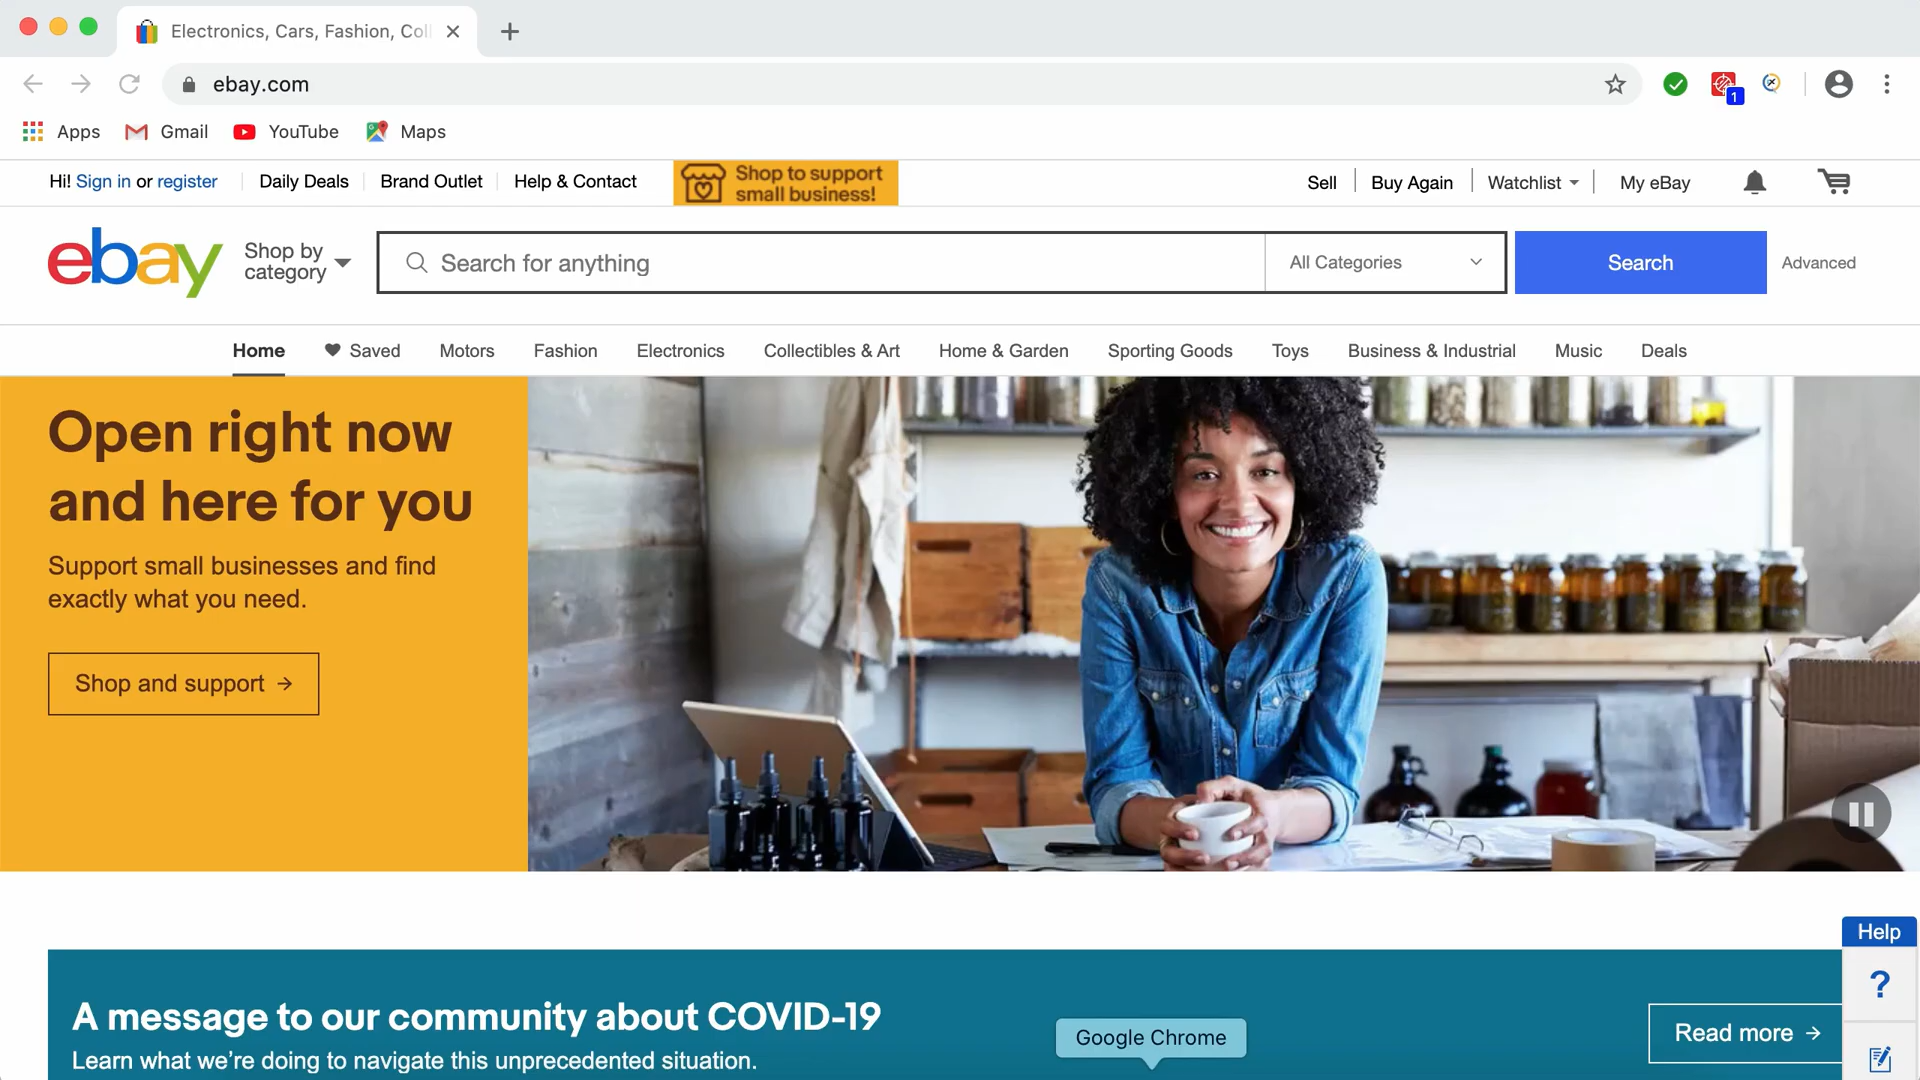 Electronics, Cars, Fashion, Col
ebay.com
1
Apps
Gmail
YouTube
Maps
Hi! Sign in or register
Daily Deals
Brand Outlet
Help & Contact
Shop to support
small business!
Sell
Buy Again
Watchlist
My eBay
ebay
Shop by
category
Search for anything
All Categories
Search
Advanced
Home
Saved
Motors
Fashion
Electronics
Collectibles & Art
Home & Garden
Sporting Goods
Toys
Business & Industrial
Music
Deals
Open right now
and here for you
Support small businesses and find
exactly what you need.
Shop and support →
Help
?
A message to our community about COVID-19
Learn what we’re doing to navigate this unprecedented situation.
Google Chrome
Read more →